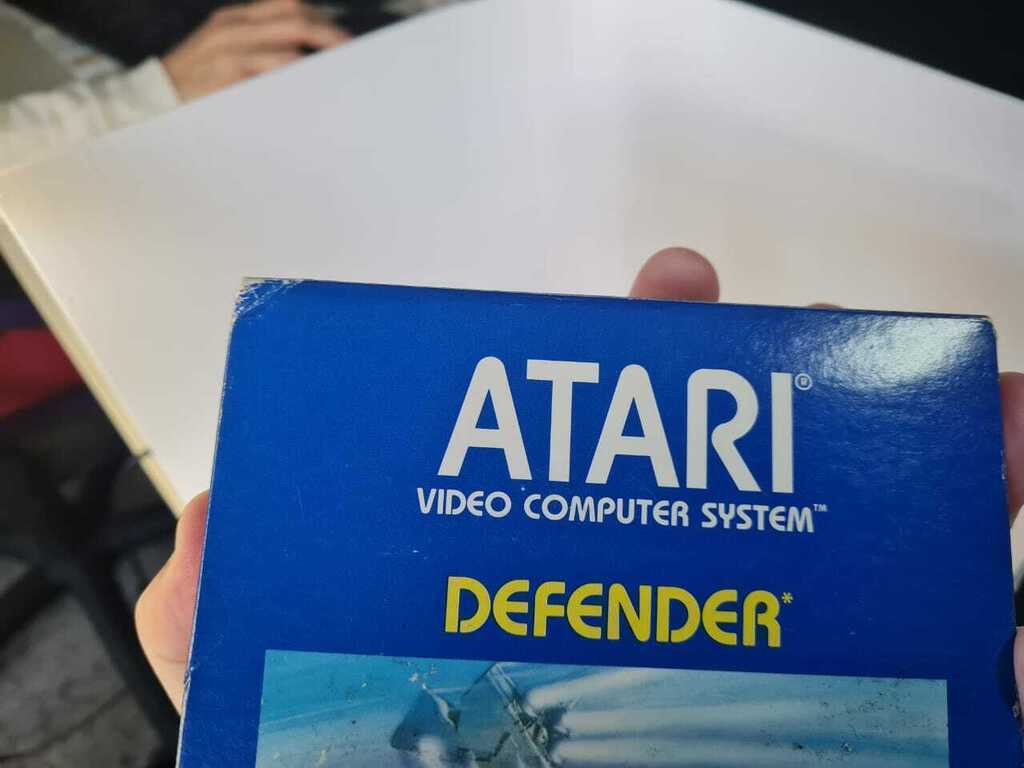 ATARI®
VIDEO COMPUTER SYSTEM™
DEFENDER*